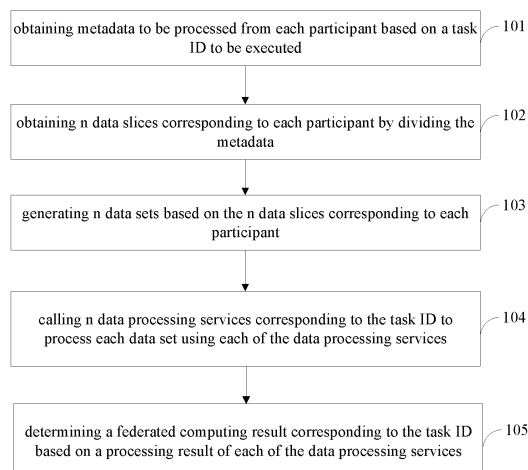 obtaining metadata to be processed from each participant based on a task
ID to be executed
101
obtaining n data slices corresponding to each participant by dividing the
metadata
102
generating n data sets based on the n data slices corresponding to each
participant
103
calling n data processing services corresponding to the task ID to
process each data set using each of the data processing services
104
determining a federated computing result corresponding to the task ID
based on a processing result of each of the data processing services
105